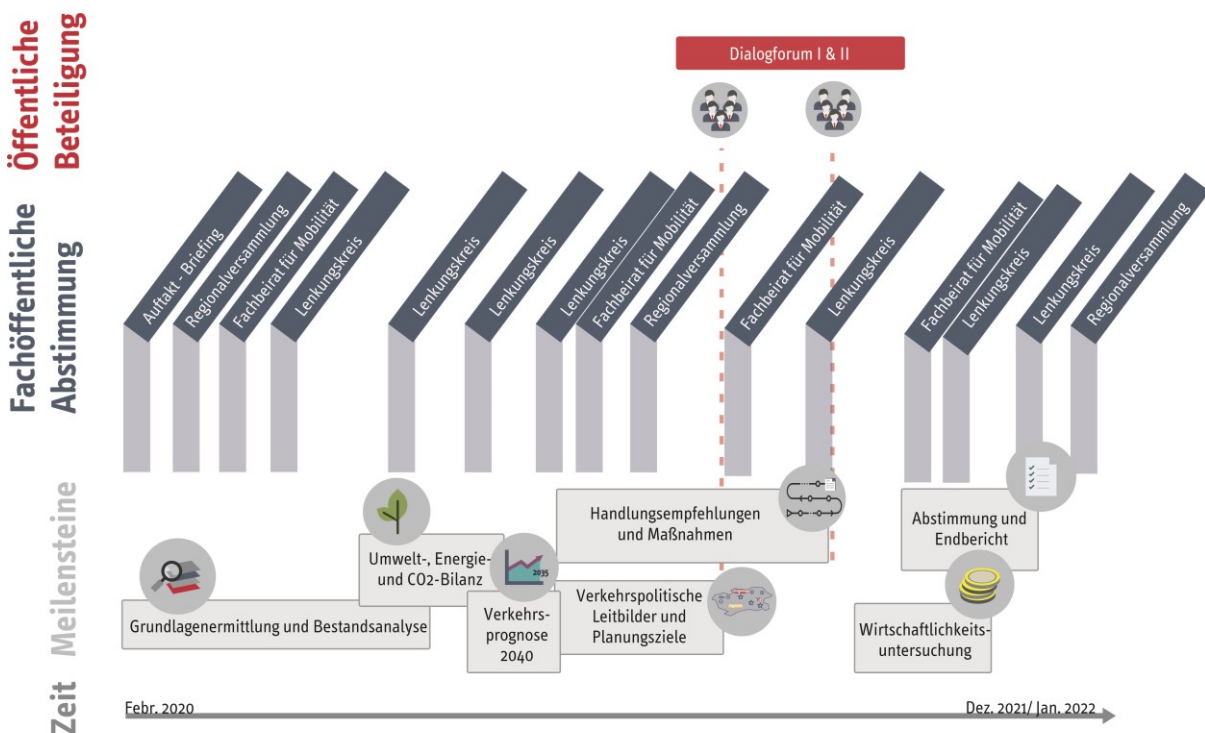 Öffentliche
Beteiligung
Dialogforum I & II
Fachöffentliche
Abstimmung
Auftakt - Briefing
Regionalversammlung
Fachbeirat für Mobilität
Lenkungskreis
Lenkungskreis
Lenkungskreis
Lenkungskreis
Fachbeirat für Mobilität
Regionalversammlung
Fachbeirat für Mobilität
Lenkungskreis
Fachbeirat für Mobilität
Lenkungskreis
Lenkungskreis
Regionalversammlung
Meilensteine
Grundlagenermittlung und Bestandsanalyse
Umwelt-, Energie-
und CO2-Bilanz
2035
Verkehrs-
prognose
2040
Handlungsempfehlungen
und Maßnahmen
Verkehrspolitische
Leitbilder und
Planungsziele
Abstimmung und
Endbericht
Wirtschaftlichkeits-
untersuchung
Zeit
Febr. 2020
Dez. 2021/ Jan. 2022